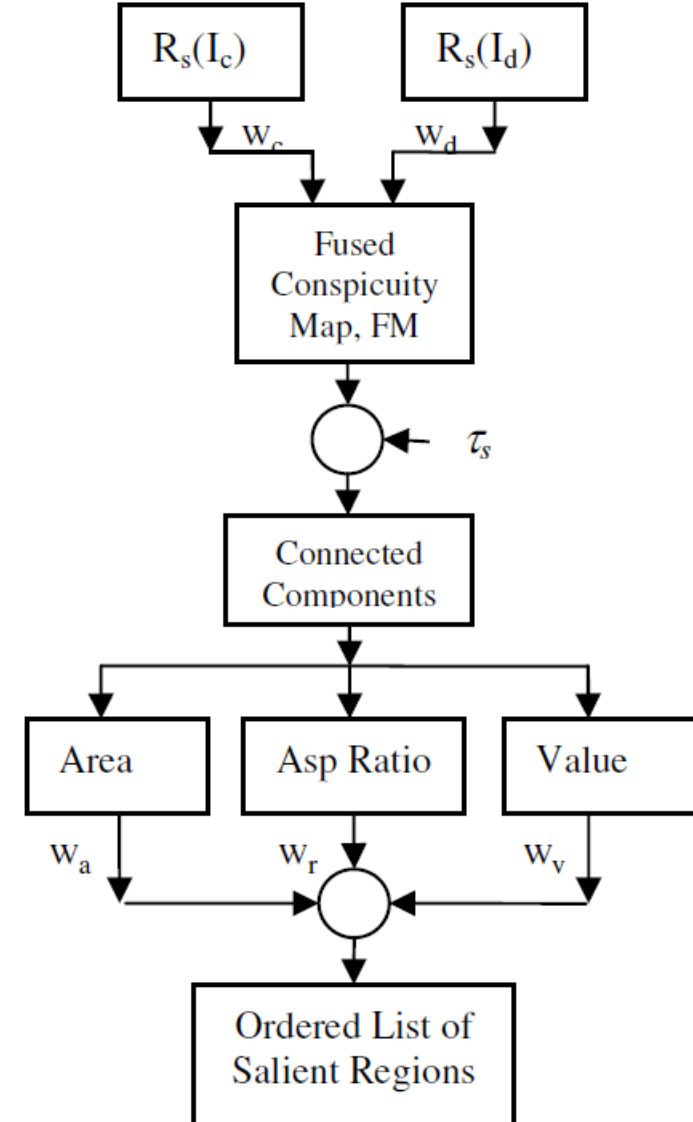 Rs(Ic)
Rs(Id)
Wc
Wd
Fused
Conspicuity
Map, FM
τs
Connected
Components
Area
Asp Ratio
Value
wa
wr
wv
Ordered List of
Salient Regions